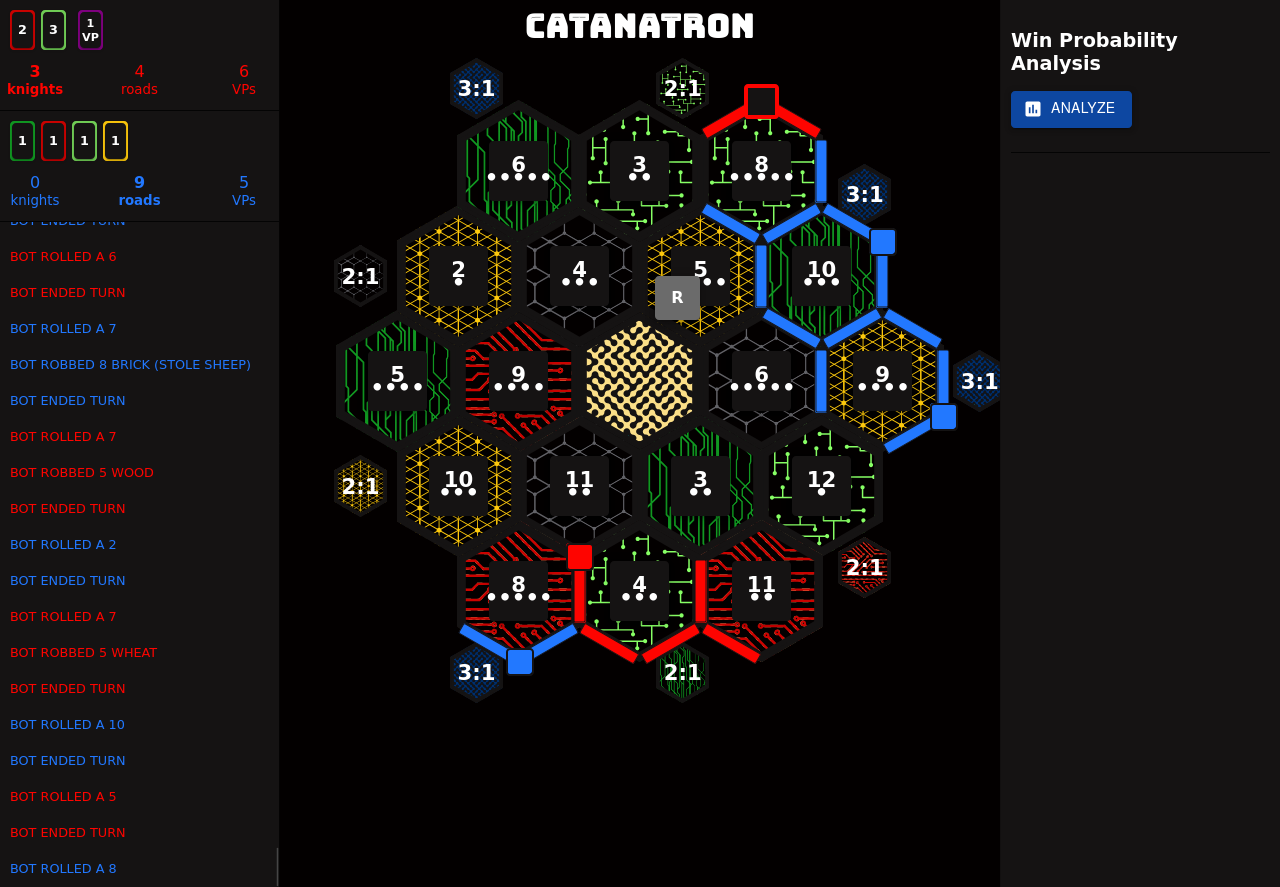 2 3 1 VP
3 4 6
knights roads VPs
1 1 1 1
0 9 5
knights roads VPs
BOT ENDED TURN
BOT ROLLED A 6
BOT ENDED TURN
BOT ROLLED A 7
BOT ROBBED 8 BRICK (STOLE SHEEP)
BOT ENDED TURN
BOT ROLLED A 7
BOT ROBBED 5 WOOD
BOT ENDED TURN
BOT ROLLED A 2
BOT ENDED TURN
BOT ROLLED A 7
BOT ROBBED 5 WHEAT
BOT ENDED TURN
BOT ROLLED A 10
BOT ENDED TURN
BOT ROLLED A 5
BOT ENDED TURN
BOT ROLLED A 8
CATANATRON
3:1 2:1
6 3 8
3:1
2:1 2 4 5 10
R
5 9 6 9 3:1
2:1 10 11 3 12
8 4 11 2:1
3:1 2:1
Win Probability
Analysis
ANALYZE